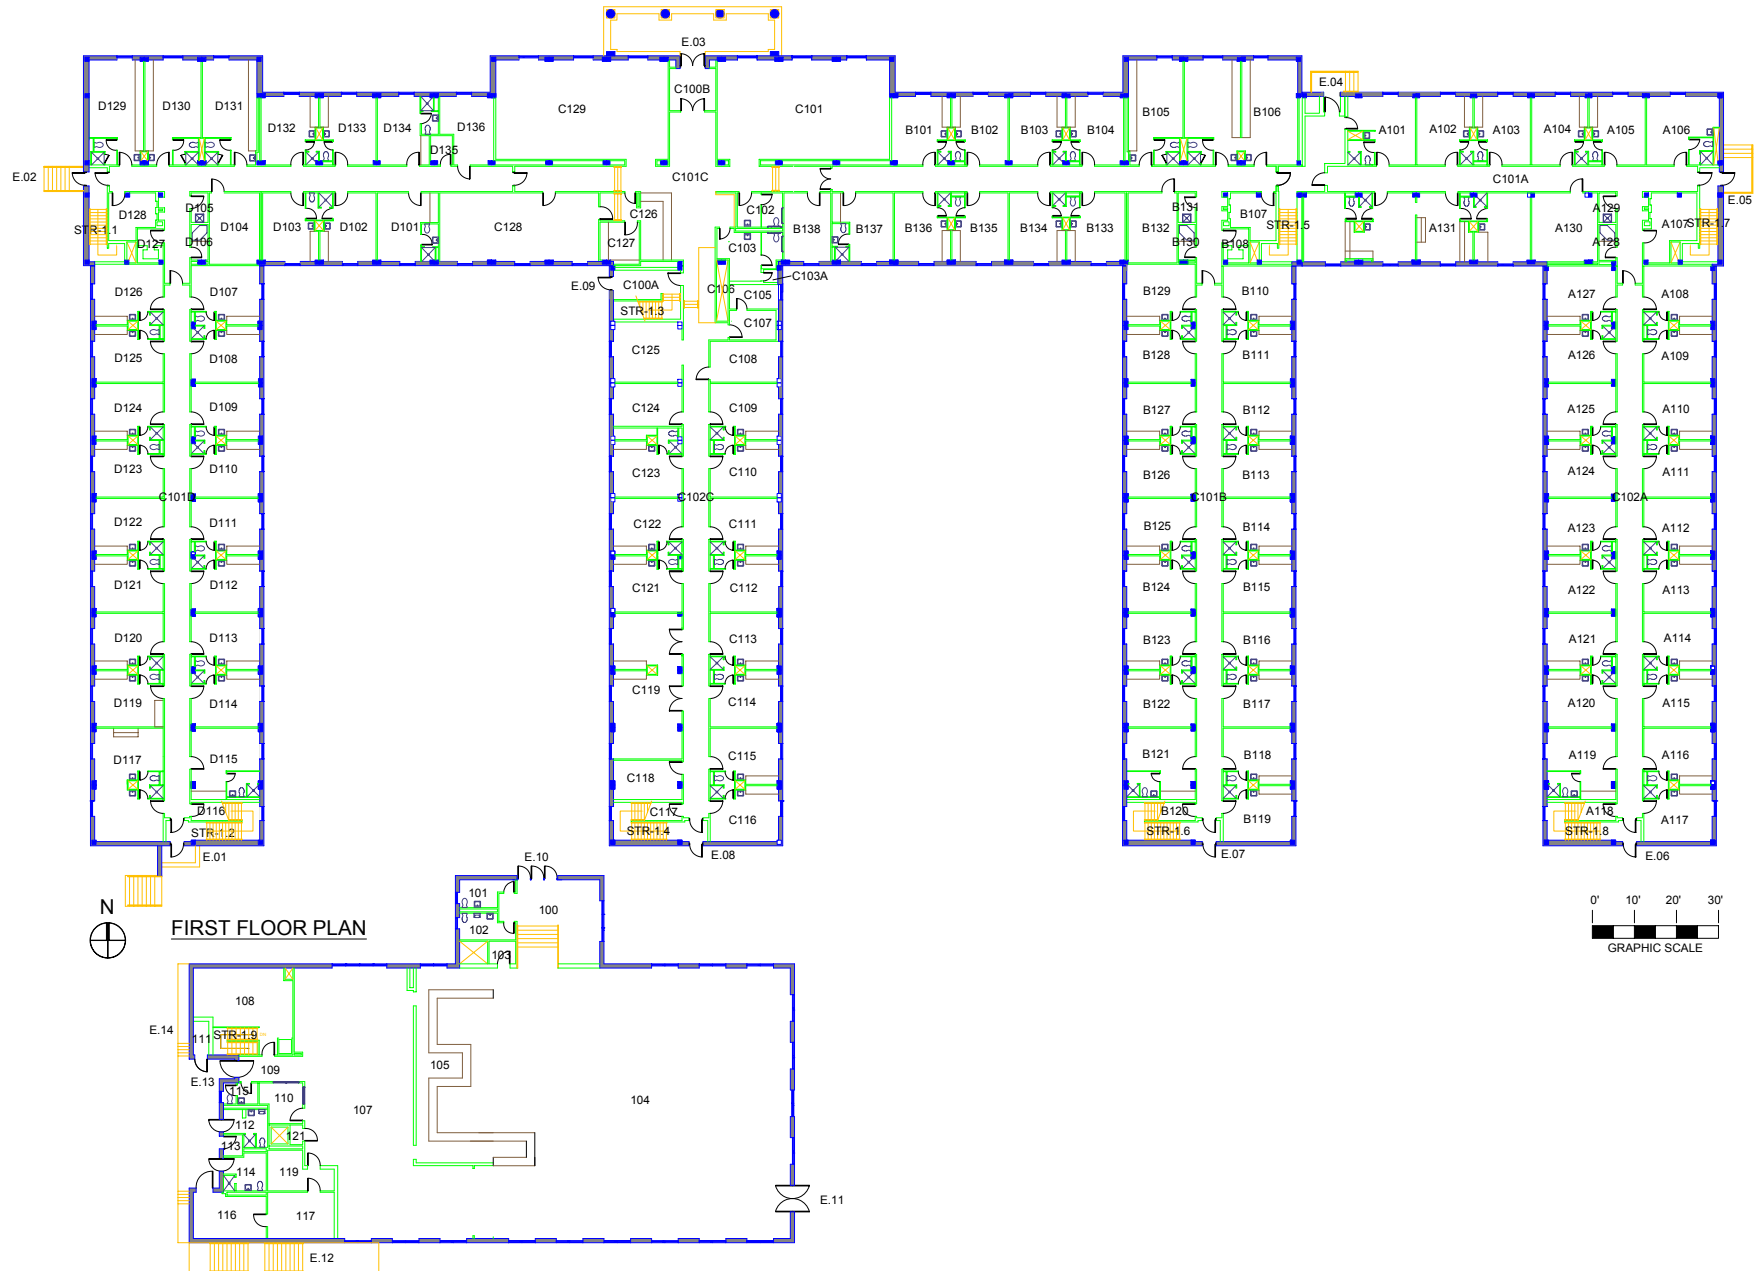 E.03
E.04
C100B
D129
D130
D131
C129
C101
B105
B106
D132
D133
D134
D136
B101
B102
B103
B104
A101
A102
A103
A104
A105
A106
D135
E.02
C101C
C101A
E.05
D128
D105
STR-1.1
D127
D106
D104
D103
D102
D101
C128
C126
C127
C102
C103
B138
B137
B135
B134
B133
B132
B131
B130
B107
B108
STR-1.5
A131
A130
A129
A128
A107
STR-1.7
E.09
C100A
C106
C103A
C105
STR-1.3
C107
D126
D107
B129
B110
A127
A108
D125
D108
C125
C108
B128
B111
A126
A109
D124
D109
C124
C109
B127
B112
A125
A110
D123
D110
C123
C110
B126
B113
A124
A111
C101D
C102C
C101B
C102A
D122
D111
C122
C111
B125
B114
A123
A112
D121
D112
C121
C112
B124
B115
A122
A113
D120
D113
C113
B123
B116
A121
A114
D119
D114
C119
C114
B122
B117
A120
A115
D117
D115
C118
C115
B121
B118
A119
A116
D116
STR-1.2
C117
STR-1.4
C116
B120
STR-1.6
B119
A118
STR-1.8
A117
E.01
E.08
E.07
E.06
N
FIRST FLOOR PLAN
E.10
101
100
102
103
0'
10'
20'
30'
GRAPHIC SCALE
108
E.14
111
STR-1.9
109
E.13
115
110
105
104
107
112
121
113
114
119
116
117
E.11
E.12